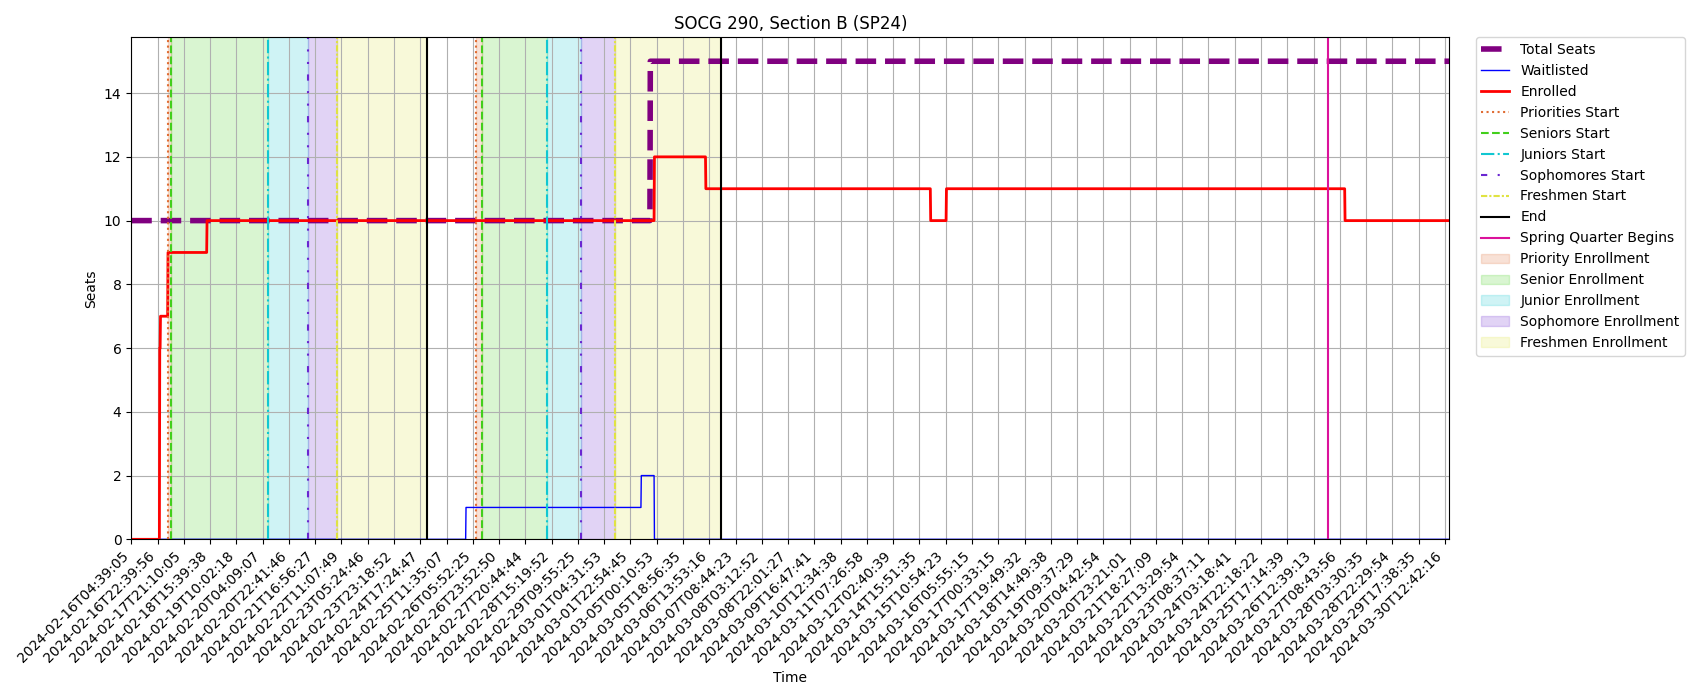 SOCG 290, Section B (SP24)
Total Seats
Waitlisted
Enrolled
Priorities Start
Seniors Start
Juniors Start
Sophomores Start
Freshmen Start
End
Spring Quarter Begins
Priority Enrollment
Senior Enrollment
Junior Enrollment
Sophomore Enrollment
Freshmen Enrollment
Seats
14
12
10
8
6
4
2
0
2024-02-16T04:39:05
2024-02-16T22:39:56
2024-02-17T21:10:05
2024-02-18T15:39:38
2024-02-19T10:02:18
2024-02-20T04:09:07
2024-02-20T22:41:46
2024-02-21T16:56:27
2024-02-22T11:07:49
2024-02-23T05:24:46
2024-02-23T23:18:52
2024-02-24T17:24:47
2024-02-25T11:35:07
2024-02-26T05:52:25
2024-02-26T23:52:50
2024-02-27T20:44:44
2024-02-28T15:19:52
2024-02-29T09:55:25
2024-03-01T04:31:53
2024-03-01T22:54:45
2024-03-05T00:10:53
2024-03-05T18:56:35
2024-03-06T13:53:16
2024-03-07T08:44:23
2024-03-08T03:12:52
2024-03-08T22:01:27
2024-03-09T16:47:41
2024-03-10T12:34:38
2024-03-11T07:26:58
2024-03-12T07:02:40:39
2024-03-14T15:51:35
2024-03-15T10:54:23
2024-03-16T05:55:15
2024-03-17T00:33:15
2024-03-17T19:49:32
2024-03-18T14:49:38
2024-03-19T09:37:29
2024-03-20T04:42:54
2024-03-20T23:21:01
2024-03-21T18:27:09
2024-03-22T13:29:54
2024-03-23T08:37:11
2024-03-24T03:18:41
2024-03-24T22:18:22
2024-03-25T17:14:39
2024-03-26T12:39:13
2024-03-27T08:43:56
2024-03-28T03:30:35
2024-03-28T22:29:54
2024-03-29T17:38:35
2024-03-30T12:42:16
Time